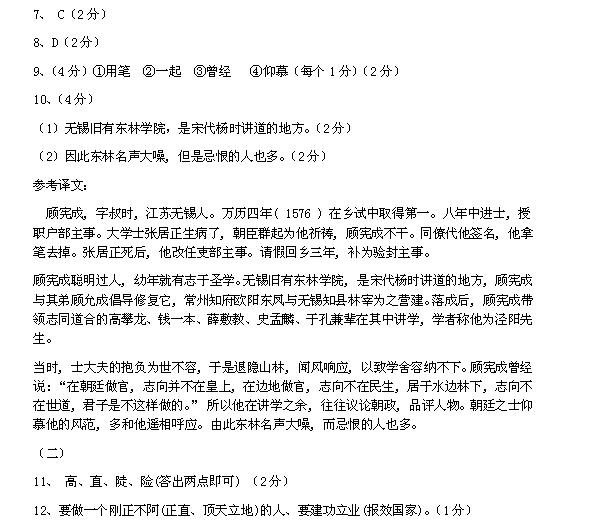 7、 C(2分)
8、D(2分)
9、(4分)①用笔 ②一起 ③曾经 ④仰慕(每个1分)(2分)
10、(4分)
(1)无锡旧有东林学院，是宋代杨时讲道的地方。(2分)
(2)因此东林名声大噪，但是忌恨的人也多。(2分)
参考译文：
顾宪成，字叔时，江苏无锡人。万历四年( 1576 ) 在乡试中取得第一。八年中进士，授
职户部主事。大学士张居正生病了, 朝臣群起为他祈祷, 顾宪成不干。同僚代他签名, 他拿
笔去掉。张居正死后, 他改任吏部主事。请假回乡三年, 补为验封主事。
顾宪成聪明过人, 幼年就有志于圣学。无锡旧有东林学院, 是宋代杨时讲道的地方, 顾宪成
与其弟顾允成倡导修复它, 常州知府欧阳东凤与无锡知县林宰为之营建。落成后, 顾宪成带
领志同道合的高攀龙、钱一本、薛敷教、史孟麟、于孔兼辈在其中讲学, 学者称他为泾阳先
生。
当时, 士大夫的抱负为世不容, 于是退隐山林, 闻风响应, 以致学舍容纳不下。顾宪成曾经
说: “在朝廷做官, 志向并不在皇上, 在边地做官, 志向不在民生, 居于水边林下, 志向不
在世道, 君子是不这样做的。” 所以他在讲学之余, 往往议论朝政, 品评人物。朝廷之士仰
慕他的风范, 多和他遥相呼应。由此东林名声大噪, 而忌恨的人也多。
(二)
11、 高、直、陡、险(答出两点即可) (2分)
12、要做一个刚正不阿(正直、顶天立地)的人、要建功立业(报效国家)。(1分)